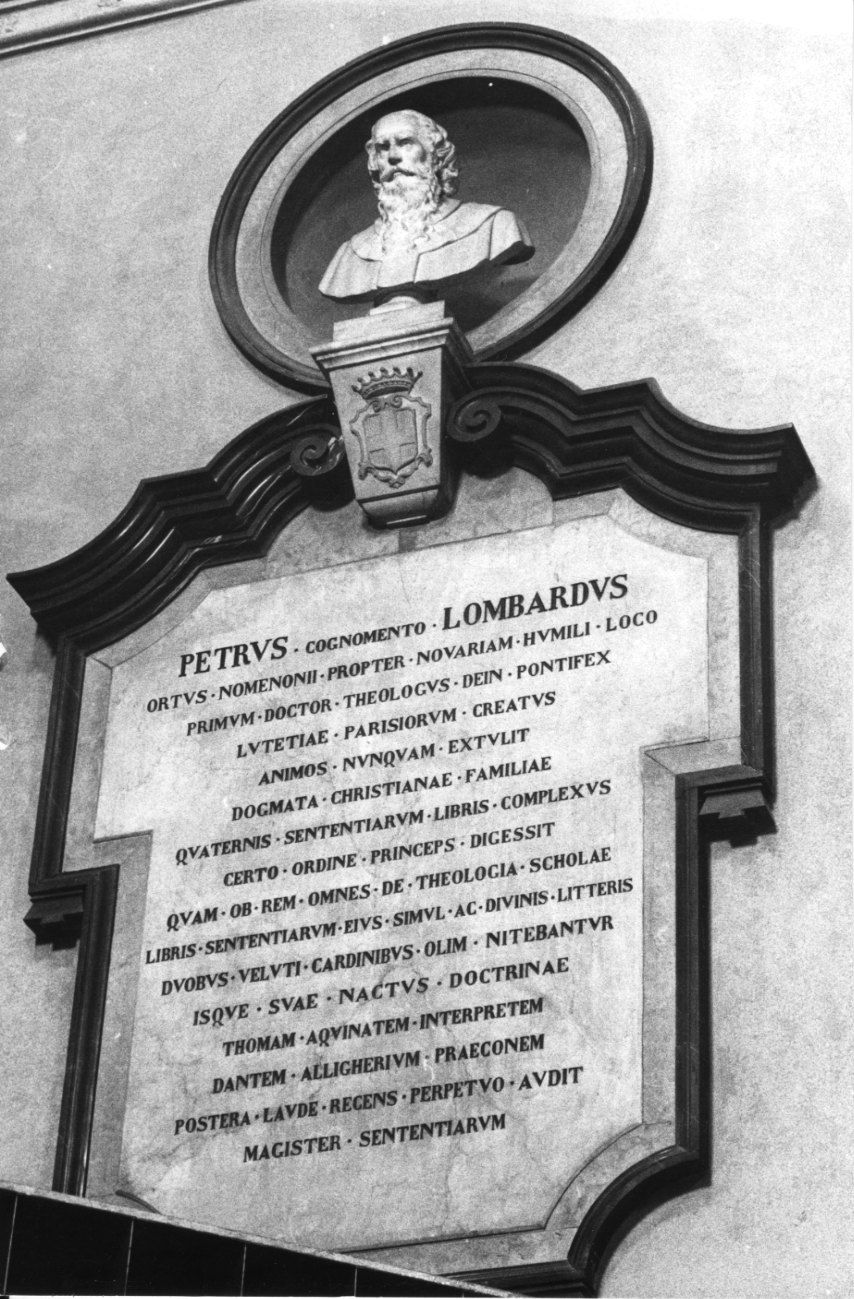 PETRVS · COGNOMENTO · LOMBARDVS
ORTVS · NOMENONII · PROPTER · NOVARIAM · HVMILI · LOCO
PRIMVM · DOCTOR · THEOLOGVS · DEIN · PONTIFEX
LVTETIAE · PARISIORVM · CREATVS
ANIMOS · NVNQVAM · EXTVLIT
DOGMATA · CHRISTIANAE · FAMILIAE
QVATERNIS · SENTENTIARVM · LIBRIS · COMPLEXVS
CERTO · ORDINE · PRINCEPS · DIGESSIT
QVAM · OB · REM · OMNES · DE · THEOLOGIA · SCHOLAE
LIBRIS · SENTENTIARVM · EIVS · SIMVL · AC · DIVINIS · LITTERIS
DVOBVS · VELVTI · CARDINIBVS · OLIM · NITEBANTVR
ISQVE · SVAE · NACTVS · DOCTRINAE
THOMAM · AQVINATEM · INTERPRETEM
DANTEM · ALLIGHERIVM · PRAECONEM
POSTERA · LAVDE · RECENS · PERPETVO · AVDIT
MAGISTER · SENTENTIARVM